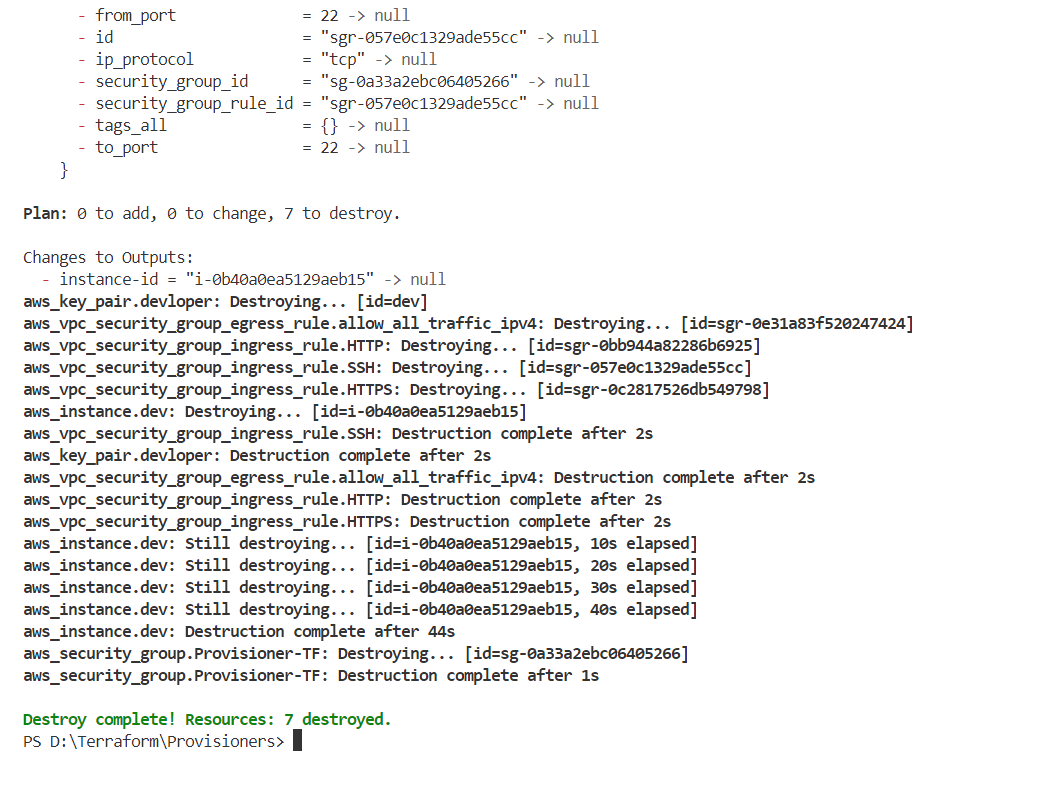 - from_port              = 22 -> null
- id                     = "sgr-057e0c1329ade55cc" -> null
- ip_protocol            = "tcp" -> null
- security_group_id      = "sg-0a33a2ebc06405266" -> null
- security_group_rule_id = "sgr-057e0c1329ade55cc" -> null
- tags_all               = {} -> null
- to_port                = 22 -> null
}
Plan: 0 to add, 0 to change, 7 to destroy.
Changes to Outputs:
- instance-id = "i-0b40a0ea5129aeb15" -> null
aws_key_pair.devloper: Destroying... [id=dev]
aws_vpc_security_group_egress_rule.allow_all_traffic_ipv4: Destroying... [id=sgr-0e31a83f520247424]
aws_vpc_security_group_ingress_rule.HTTP: Destroying... [id=sgr-0bb944a82286b6925]
aws_vpc_security_group_ingress_rule.SSH: Destroying... [id=sgr-057e0c1329ade55cc]
aws_vpc_security_group_ingress_rule.HTTPS: Destroying... [id=sgr-0c2817526db549798]
aws_instance.dev: Destroying... [id=i-0b40a0ea5129aeb15]
aws_vpc_security_group_ingress_rule.SSH: Destruction complete after 2s
aws_key_pair.devloper: Destruction complete after 2s
aws_vpc_security_group_egress_rule.allow_all_traffic_ipv4: Destruction complete after 2s
aws_vpc_security_group_ingress_rule.HTTP: Destruction complete after 2s
aws_vpc_security_group_ingress_rule.HTTPS: Destruction complete after 2s
aws_instance.dev: Still destroying... [id=i-0b40a0ea5129aeb15, 10s elapsed]
aws_instance.dev: Still destroying... [id=i-0b40a0ea5129aeb15, 20s elapsed]
aws_instance.dev: Still destroying... [id=i-0b40a0ea5129aeb15, 30s elapsed]
aws_instance.dev: Still destroying... [id=i-0b40a0ea5129aeb15, 40s elapsed]
aws_instance.dev: Destruction complete after 44s
aws_security_group.Provisioner-TF: Destroying... [id=sg-0a33a2ebc06405266]
aws_security_group.Provisioner-TF: Destruction complete after 1s
Destroy complete! Resources: 7 destroyed.
PS D:\Terraform\Provisioners>